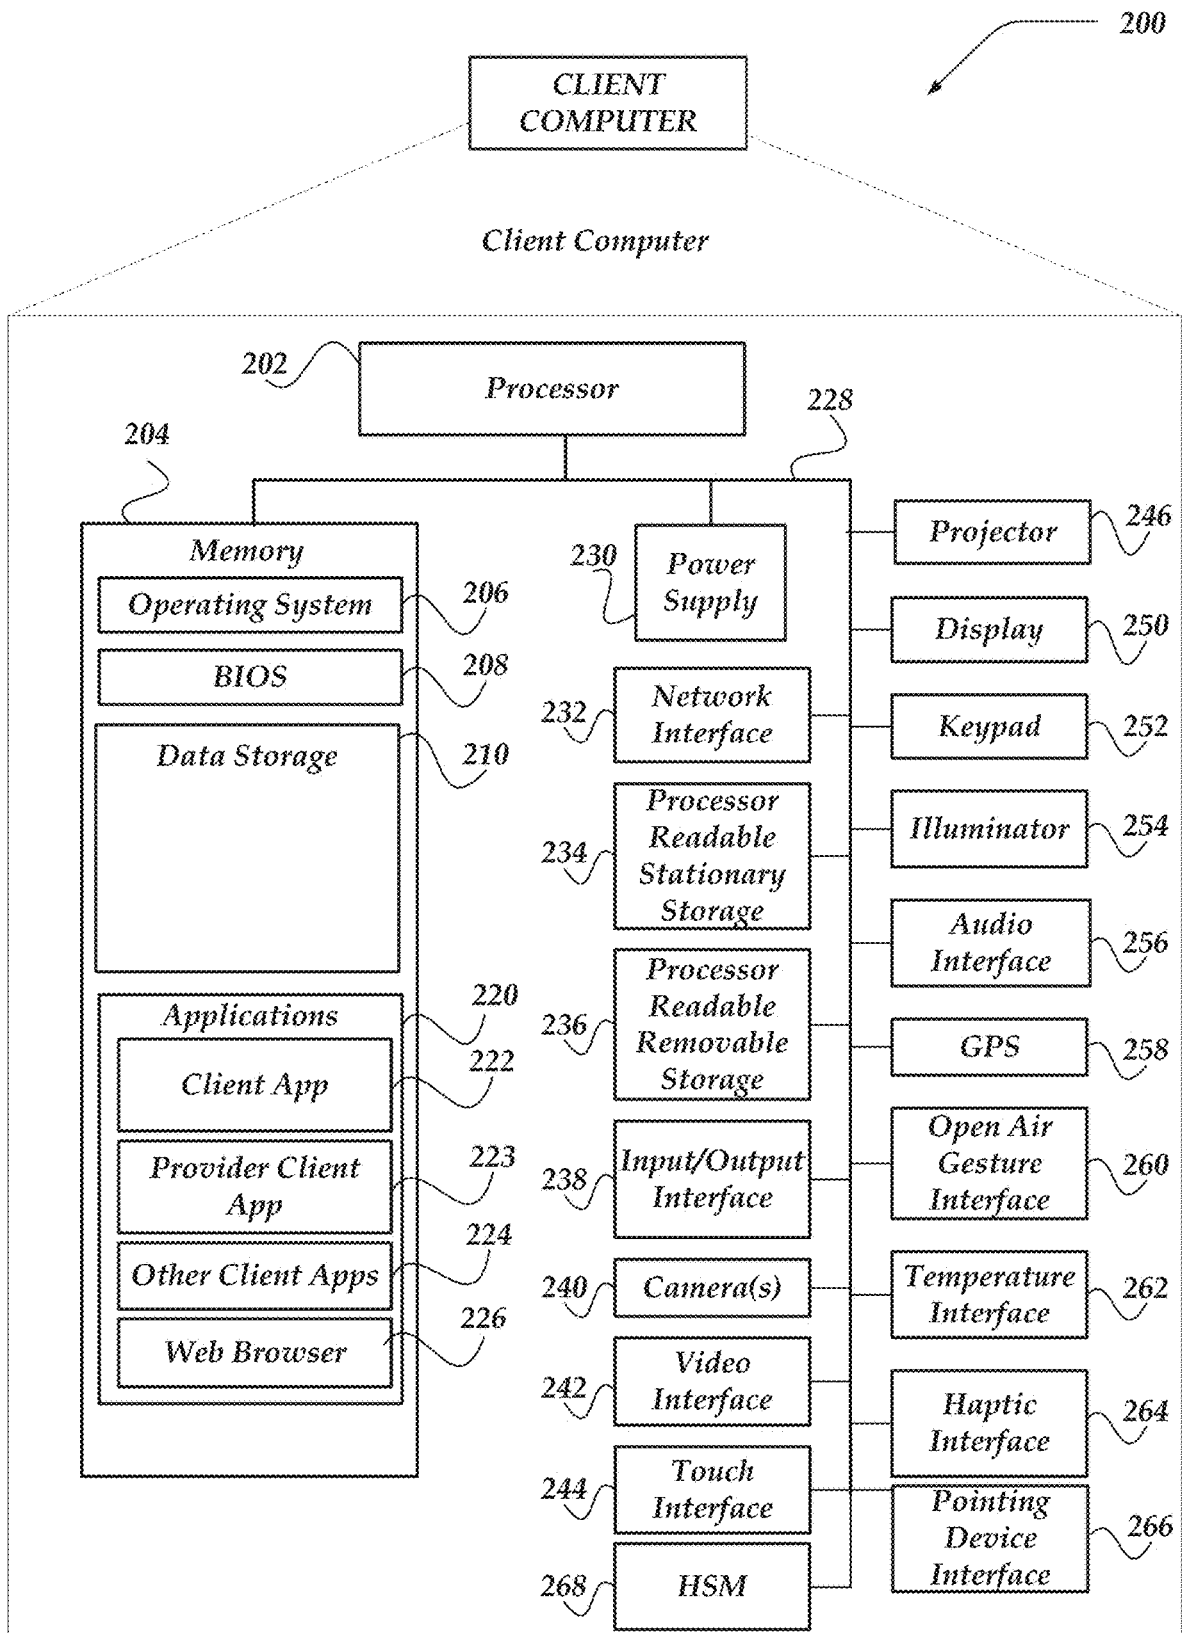 200
CLIENT
COMPUTER
Client Computer
202
Processor
228
204
Memory
Operating System
206
BIOS
208
Data Storage
210
Applications
220
Client App
222
Provider Client
App
223
Other Client Apps
224
Web Browser
226
230
Power
Supply
232
Network
Interface
234
Processor
Readable
Stationary
Storage
236
Processor
Readable
Removable
Storage
238
Input/Output
Interface
240
Camera(s)
242
Video
Interface
244
Touch
Interface
268
HSM
Projector
246
Display
250
Keypad
252
Illuminator
254
Audio
Interface
256
GPS
258
Open Air
Gesture
Interface
260
Temperature
Interface
262
Haptic
Interface
264
Pointing
Device
Interface
266